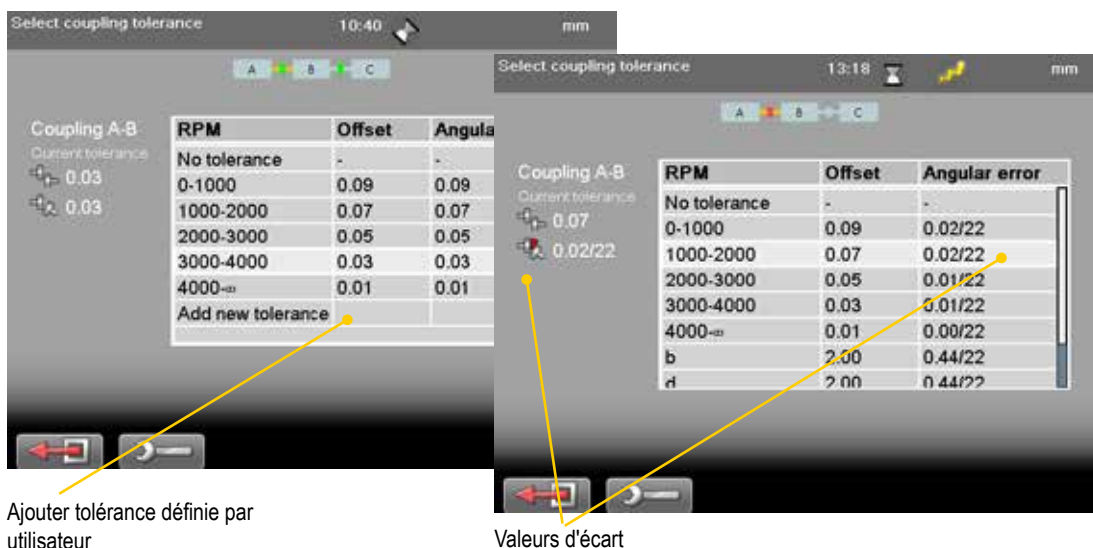 Select coupling tolerance 10:40 mm
A B C
Coupling A-B
Current tolerance
0.03
0.03
RPM Offset Angula
No tolerance - -
0-1000 0.09 0.09
1000-2000 0.07 0.07
2000-3000 0.05 0.05
3000-4000 0.03 0.03
4000-∞ 0.01 0.01
Add new tolerance
Ajouter tolérance définie par
utilisateur
Select coupling tolerance 13:18 mm
A B C
Coupling A-B
Current tolerance
0.07
0.02/22
RPM Offset Angular error
No tolerance - -
0-1000 0.09 0.02/22
1000-2000 0.07 0.02/22
2000-3000 0.05 0.01/22
3000-4000 0.03 0.01/22
4000-∞ 0.01 0.00/22
b 2.00 0.44/22
d 2.00 0.44/22
Valeurs d'écart